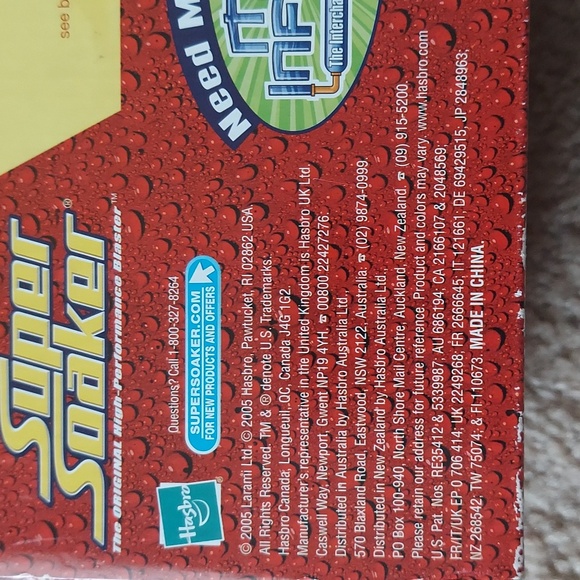 see b
Need M
The Intercha
Super
Soaker®
The ORIGINAL High-Performance Blaster™
Questions? Call 1-800-327-8264
SUPERSOAKER.COM
FOR NEW PRODUCTS AND OFFERS
Hasbro
®
© 2005 Larami Ltd. © 2005 Hasbro, Pawtucket, RI 02862 USA
All Rights Reserved. TM & ® denote U.S. Trademarks.
Hasbro Canada, Longueuil, QC, Canada J4G 1G2.
Manufacturer's representative in the United Kingdom is Hasbro UK Ltd
Caswell Way, Newport, Gwent NP19 4YH. ☎00800 22427276
Distributed in Australia by Hasbro Australia Ltd.,
570 Blaxland Road, Eastwood, NSW 2122, Australia. ☎ (02) 9874-0999,
Distributed in New Zealand by Hasbro Australia Ltd.,
PO Box 100-940, North Shore Mail Centre, Auckland, New Zealand. ☎ (09) 915-5200.
Please retain for future reference. Product and colors may vary. www.hasbro.com
U.S. Pat. Nos. RE35412 & 5339987; AU 686194; CA 2166107 & 2048569;
FR/IT/UK EP 0 706 414; UK 2249268; FR 2669645; IT 121661; DE 69429515; JP 2848963;
NZ 268542; TW 75074; & FI 110673. MADE IN CHINA.